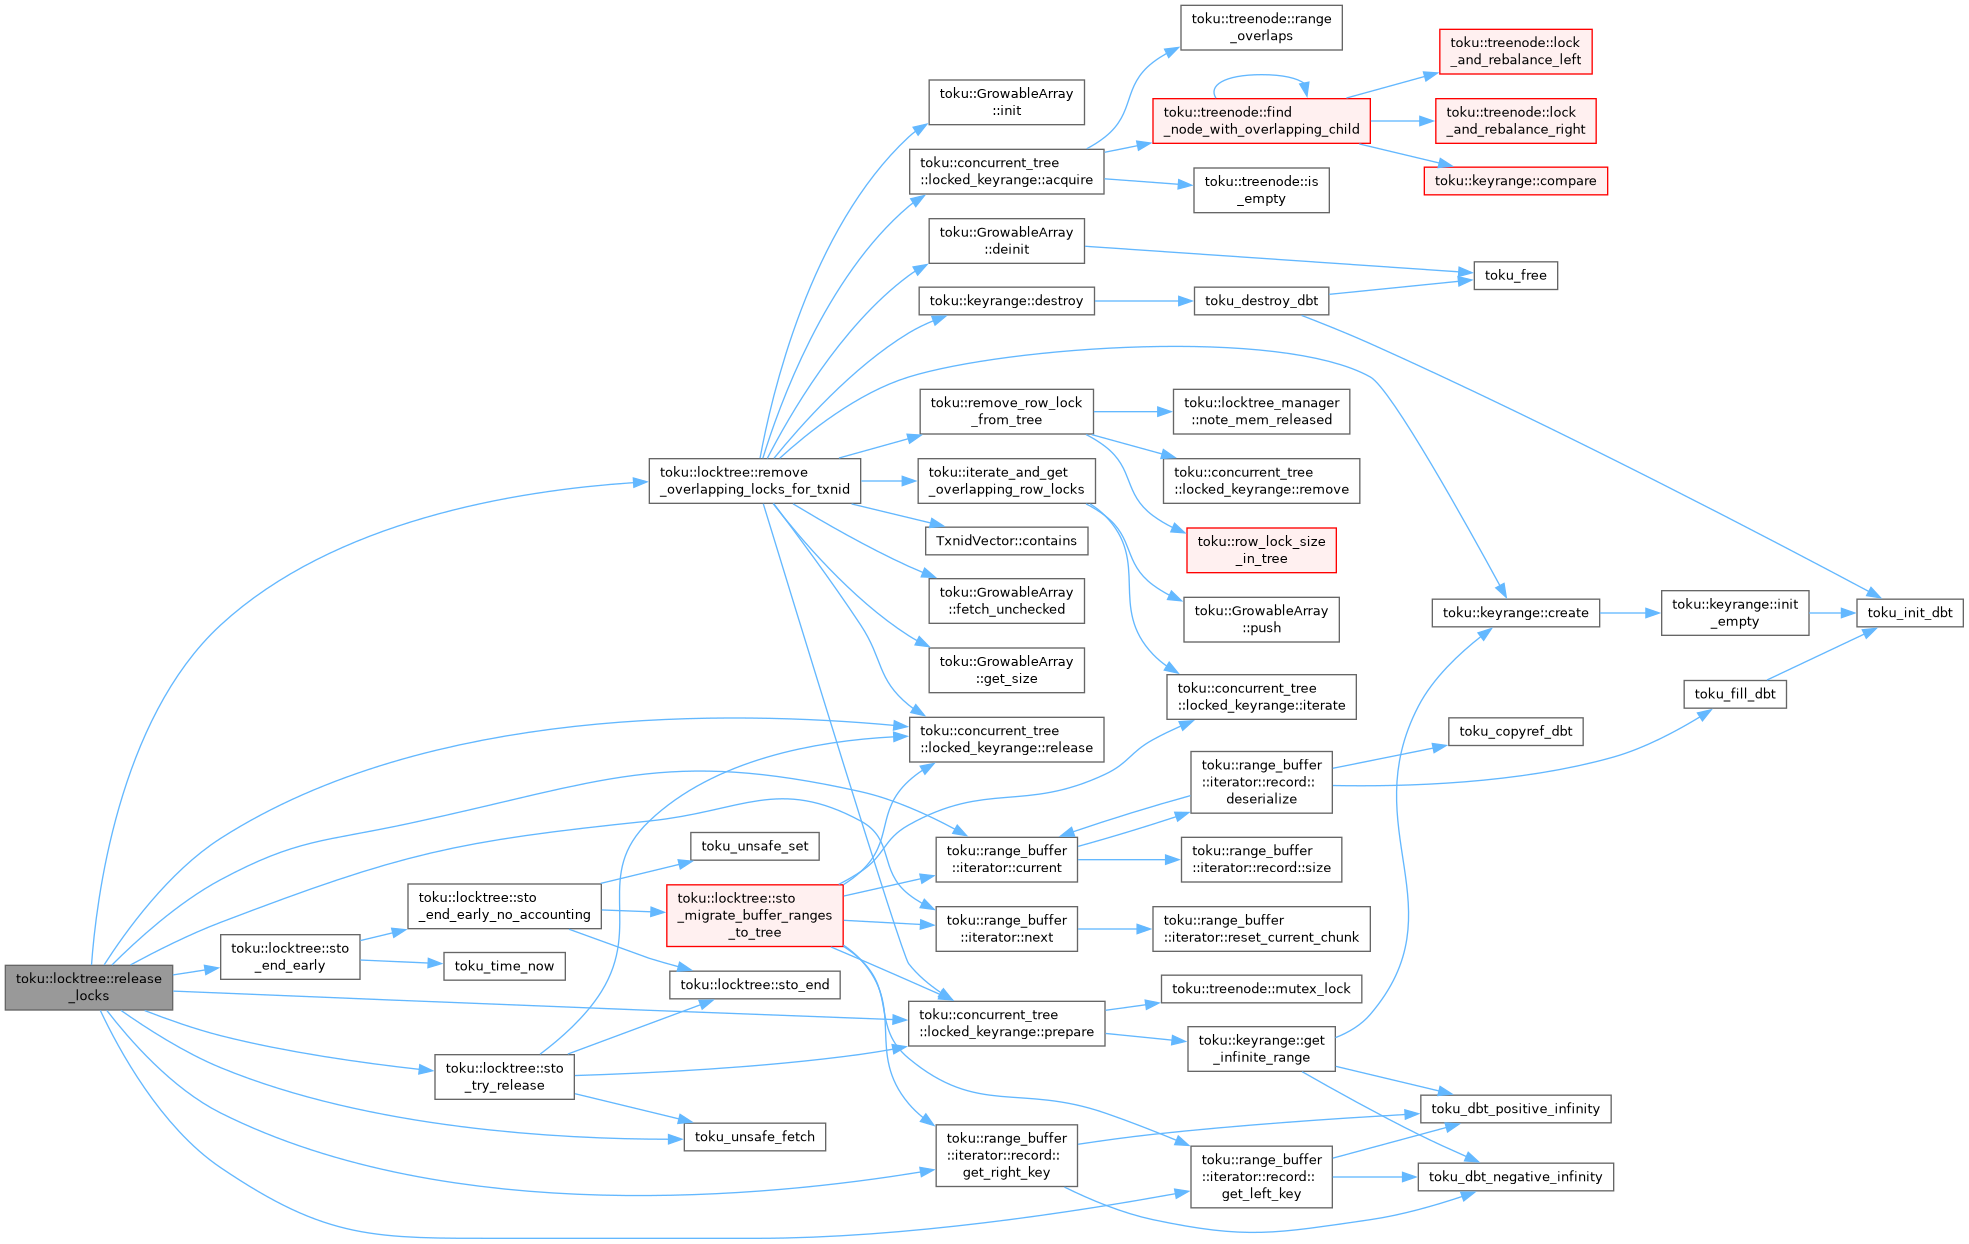 toku::treenode::range
_overlaps
toku::treenode::lock
_and_rebalance_left
toku::GrowableArray
::init
toku::treenode::find
_node_with_overlapping_child
toku::treenode::lock
_and_rebalance_right
toku::concurrent_tree
::locked_keyrange::acquire
toku::keyrange::compare
toku::treenode::is
_empty
toku::GrowableArray
::deinit
toku_free
toku::keyrange::destroy
toku_destroy_dbt
toku::remove_row_lock
_from_tree
toku::locktree_manager
::note_mem_released
toku::locktree::remove
_overlapping_locks_for_txnid
toku::iterate_and_get
_overlapping_row_locks
toku::concurrent_tree
::locked_keyrange::remove
TxnidVector::contains
toku::row_lock_size
_in_tree
toku::GrowableArray
::fetch_unchecked
toku::GrowableArray
::push
toku::keyrange::create
toku::keyrange::init
_empty
toku_init_dbt
toku::GrowableArray
::get_size
toku::concurrent_tree
::locked_keyrange::iterate
toku_fill_dbt
toku::concurrent_tree
::locked_keyrange::release
toku_copyref_dbt
toku::range_buffer
::iterator::record::
deserialize
toku_unsafe_set
toku::range_buffer
::iterator::current
toku::range_buffer
::iterator::record::size
toku::locktree::sto
_end_early_no_accounting
toku::locktree::sto
_migrate_buffer_ranges
_to_tree
toku::range_buffer
::iterator::next
toku::range_buffer
::iterator::reset_current_chunk
toku::locktree::sto
_end_early
toku_time_now
toku::locktree::release
_locks
toku::locktree::sto_end
toku::treenode::mutex_lock
toku::concurrent_tree
::locked_keyrange::prepare
toku::keyrange::get
_infinite_range
toku::locktree::sto
_try_release
toku_dbt_positive_infinity
toku_unsafe_fetch
toku::range_buffer
::iterator::record::
get_right_key
toku::range_buffer
::iterator::record::
get_left_key
toku_dbt_negative_infinity